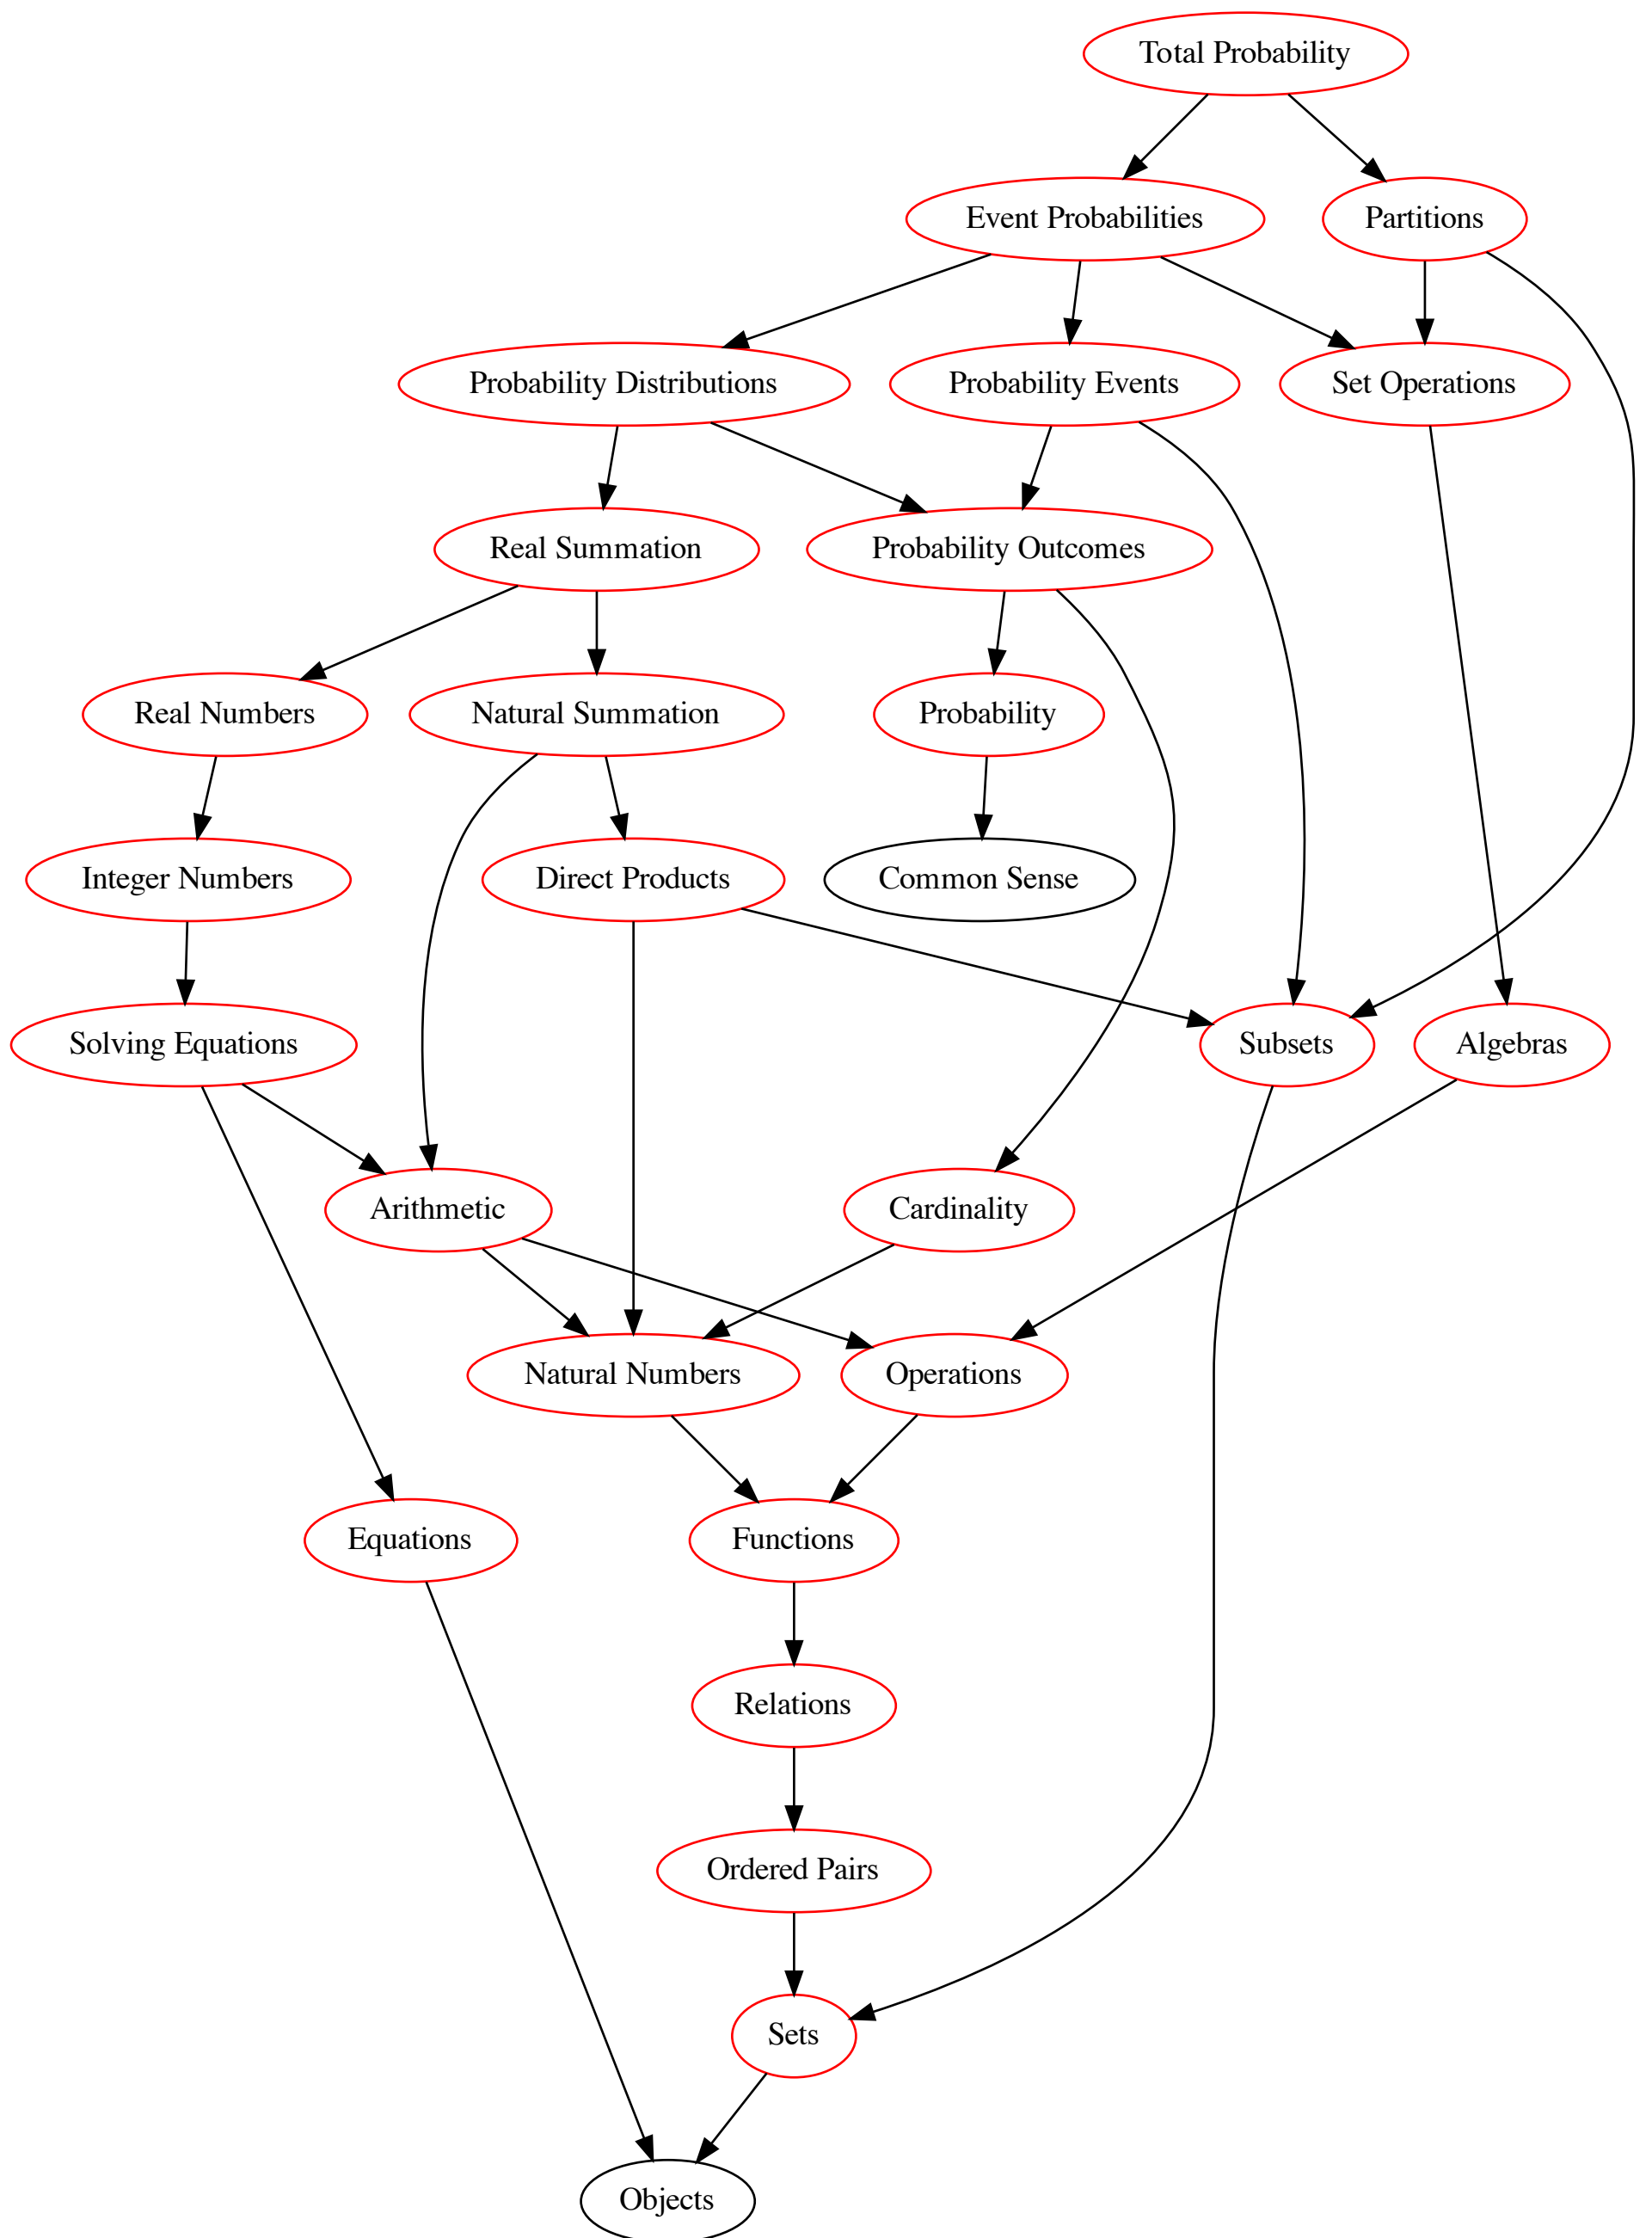 Total Probability
Event Probabilities
Partitions
Probability Distributions
Probability Events
Set Operations
Real Summation
Probability Outcomes
Real Numbers
Natural Summation
Probability
Integer Numbers
Direct Products
Common Sense
Solving Equations
Subsets
Algebras
Arithmetic
Cardinality
Natural Numbers
Operations
Equations
Functions
Relations
Ordered Pairs
Sets
Objects